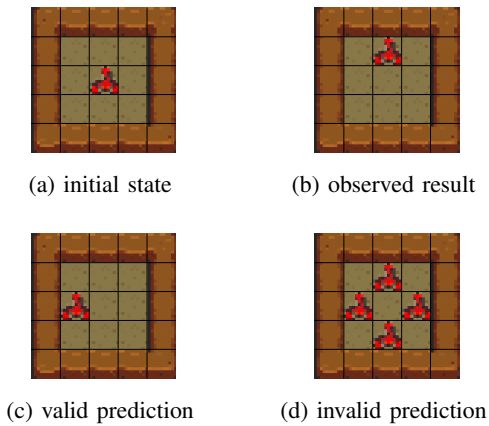 (a) initial state
(b) observed result
(c) valid prediction
(d) invalid prediction